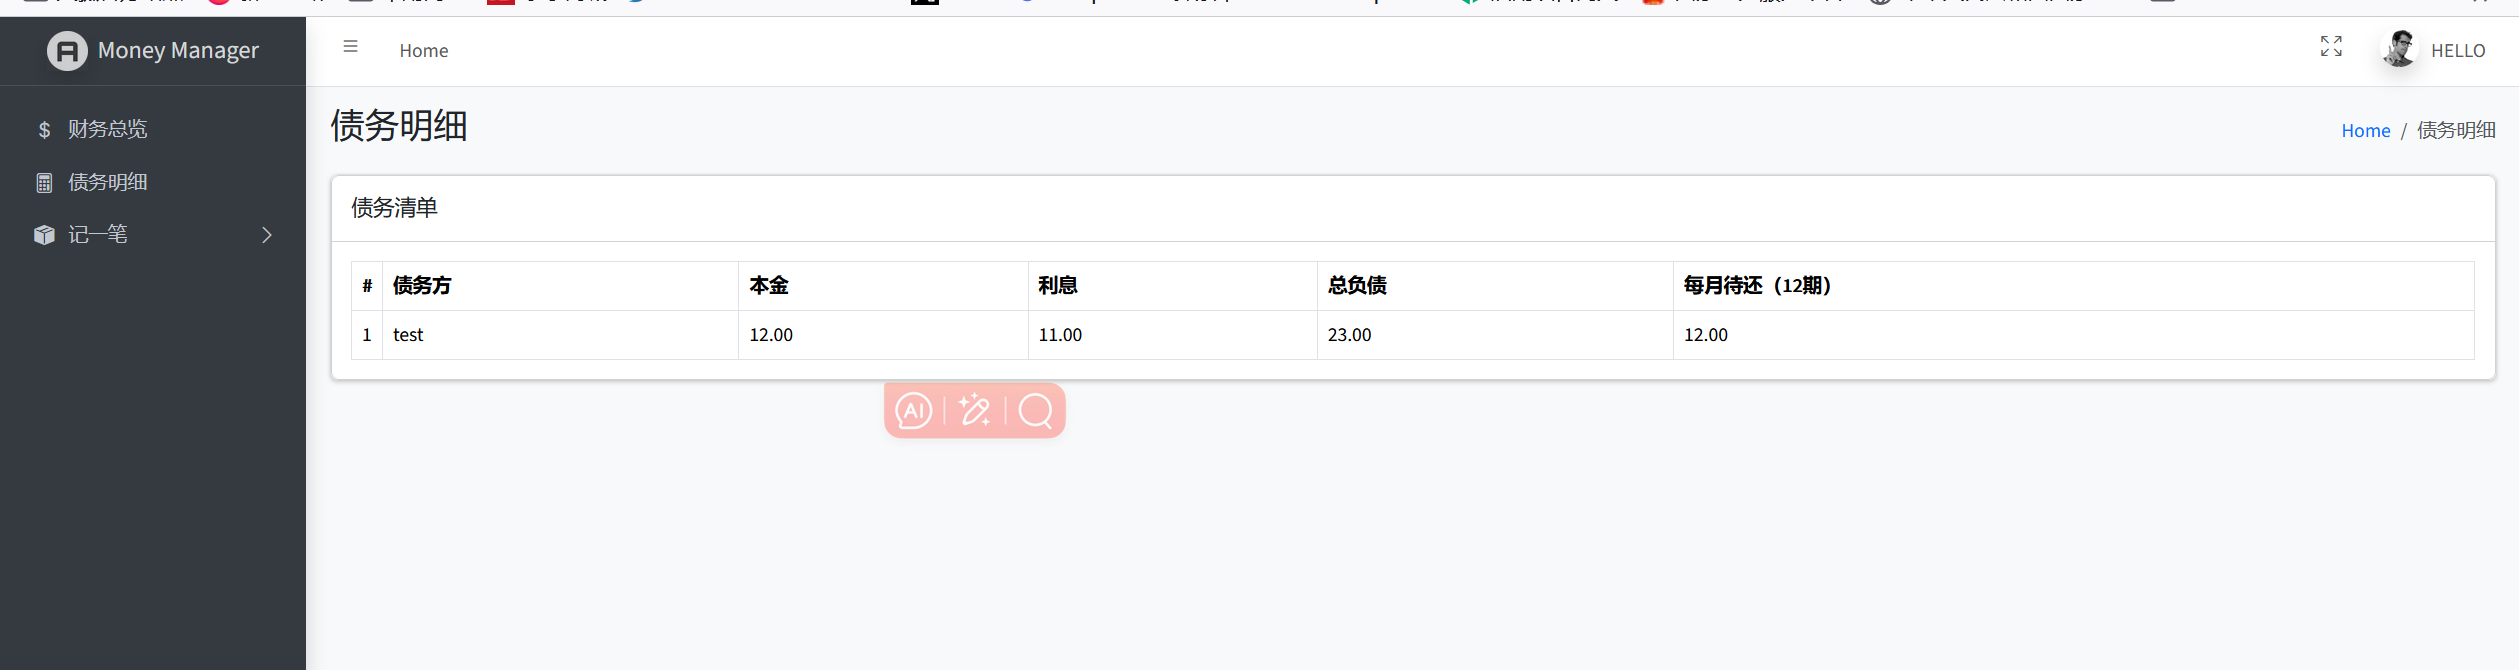 Money Manager
Home
HELLO
财务总览
债务明细
记一笔
债务明细
Home / 债务明细
债务清单
# 债务方 本金 利息 总负债 每月待还（12期）
1 test 12.00 11.00 23.00 12.00
AI